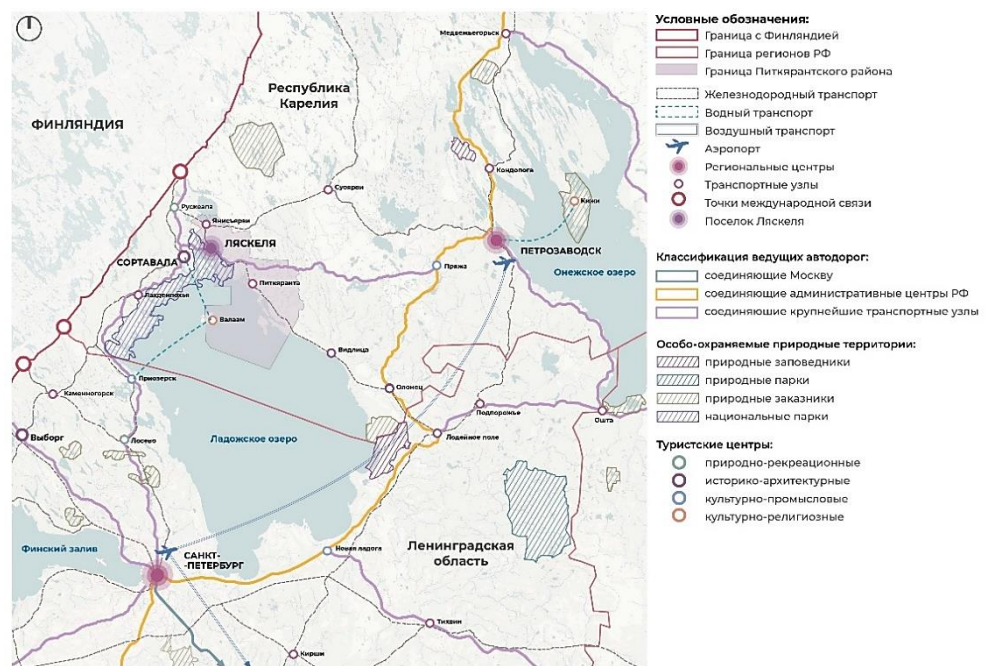 Медвежьегорск
Республика
Карелия
ФИНЛЯНДИЯ
Суоярви
Кондопога
Кижи
Рускеала
Янисъярви
ЛЯСКЕЛЯ
СОРТАВАЛА
ПЕТРОЗАВОДСК
Пряжа
Онежское озеро
Питкяранта
Лахденпохья
Валаам
Видлица
Приозерск
Каменногорск
Олонец
Подпорожье
Ошта
Выборг
Лосево
Ладожское озеро
Лодейное поле
Финский залив
САНКТ-
-ПЕТЕРБУРГ
Новая ладога
Ленинградская
область
Тихвин
Кириши
Условные обозначения:
Граница с Финляндией
Граница регионов РФ
Граница Питкярантского района
Железнодородный транспорт
Водный транспорт
Воздушный транспорт
Аэропорт
Региональные центры
Транспортные узлы
Точки международной связи
Поселок Ляскеля
Классификация ведущих автодорог:
соединяющие Москву
соединяющие административные центры РФ
соединяюшие крупнейшие транспортные узлы
Особо-охраняемые природные территории:
природные заповедники
природные парки
природные заказники
национальные парки
Туристские центры:
природно-рекреационные
историко-архитектурные
культурно-промысловые
культурно-религиозные